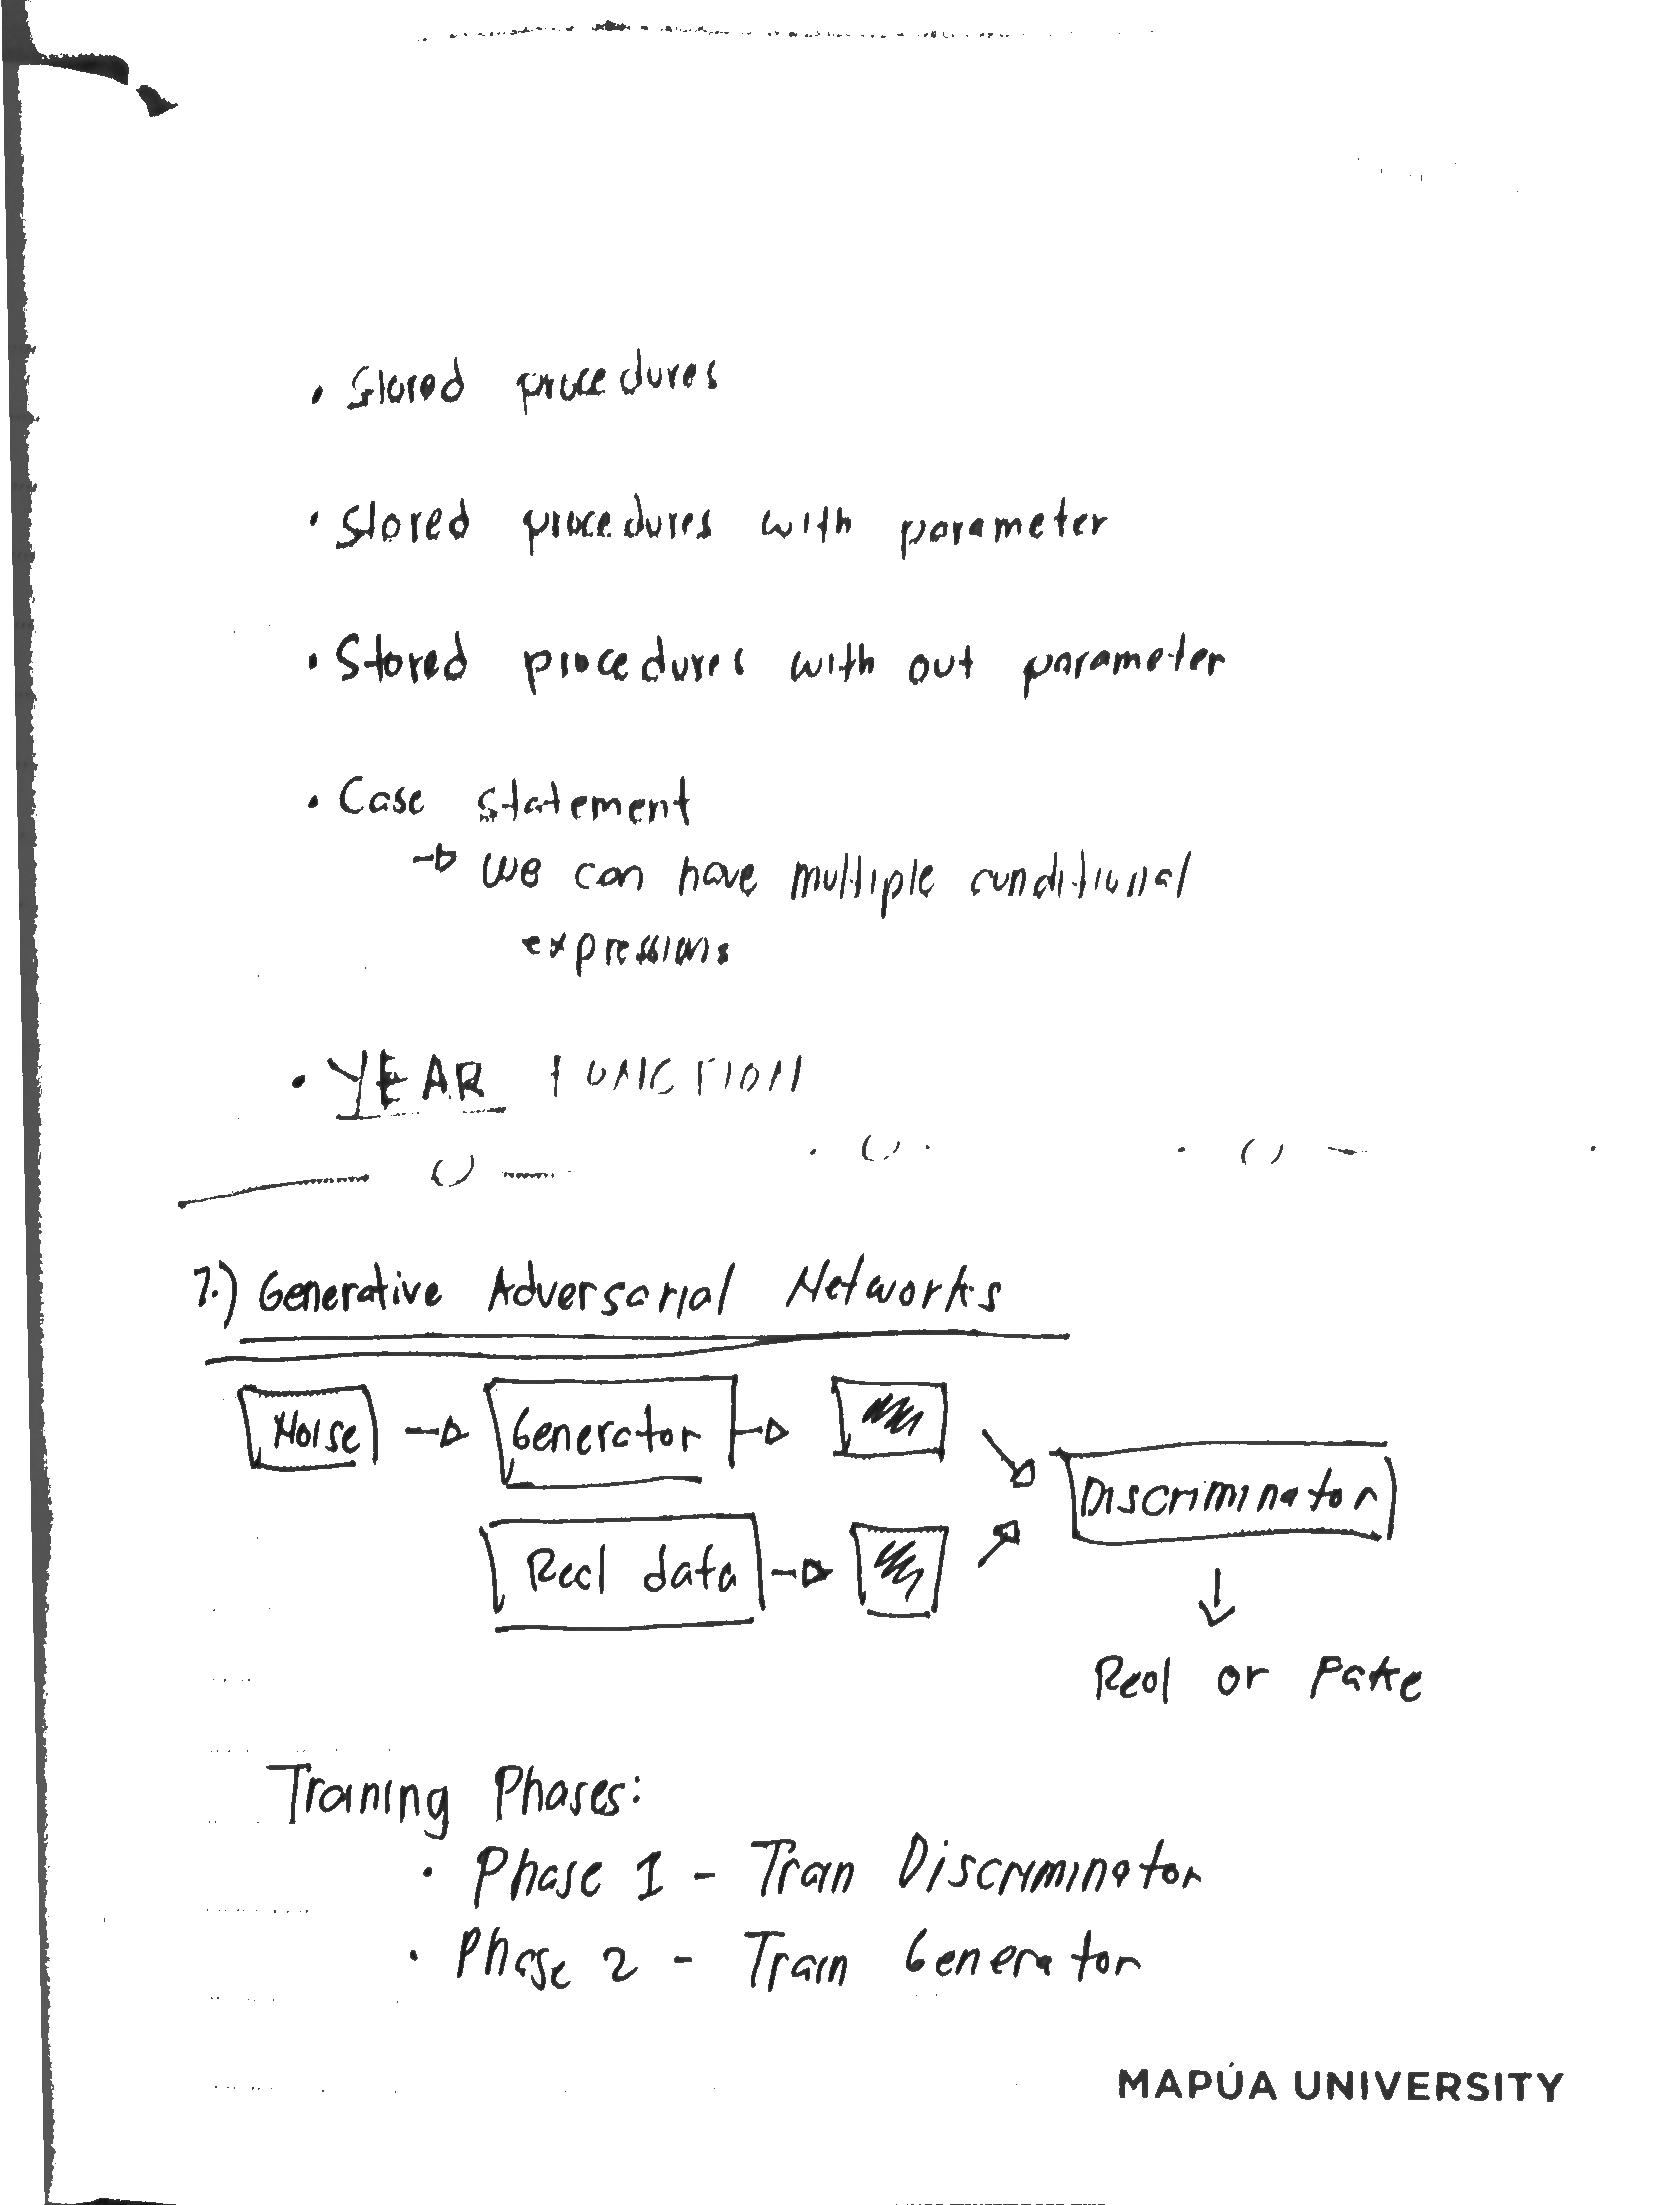 • Stored procedures
• Stored procedures with parameter
• Stored procedures with out parameter
• Case statement
→ we can have multiple conditional
expressions
• YEAR FUNCTION
7.) Generative Adversarial Networks
Noise → Generator →
Discriminator
Real data →
Real or Fake
Training Phases:
• Phase 1 - Train Discriminator
• Phase 2 - Train Generator
MAPÚA UNIVERSITY